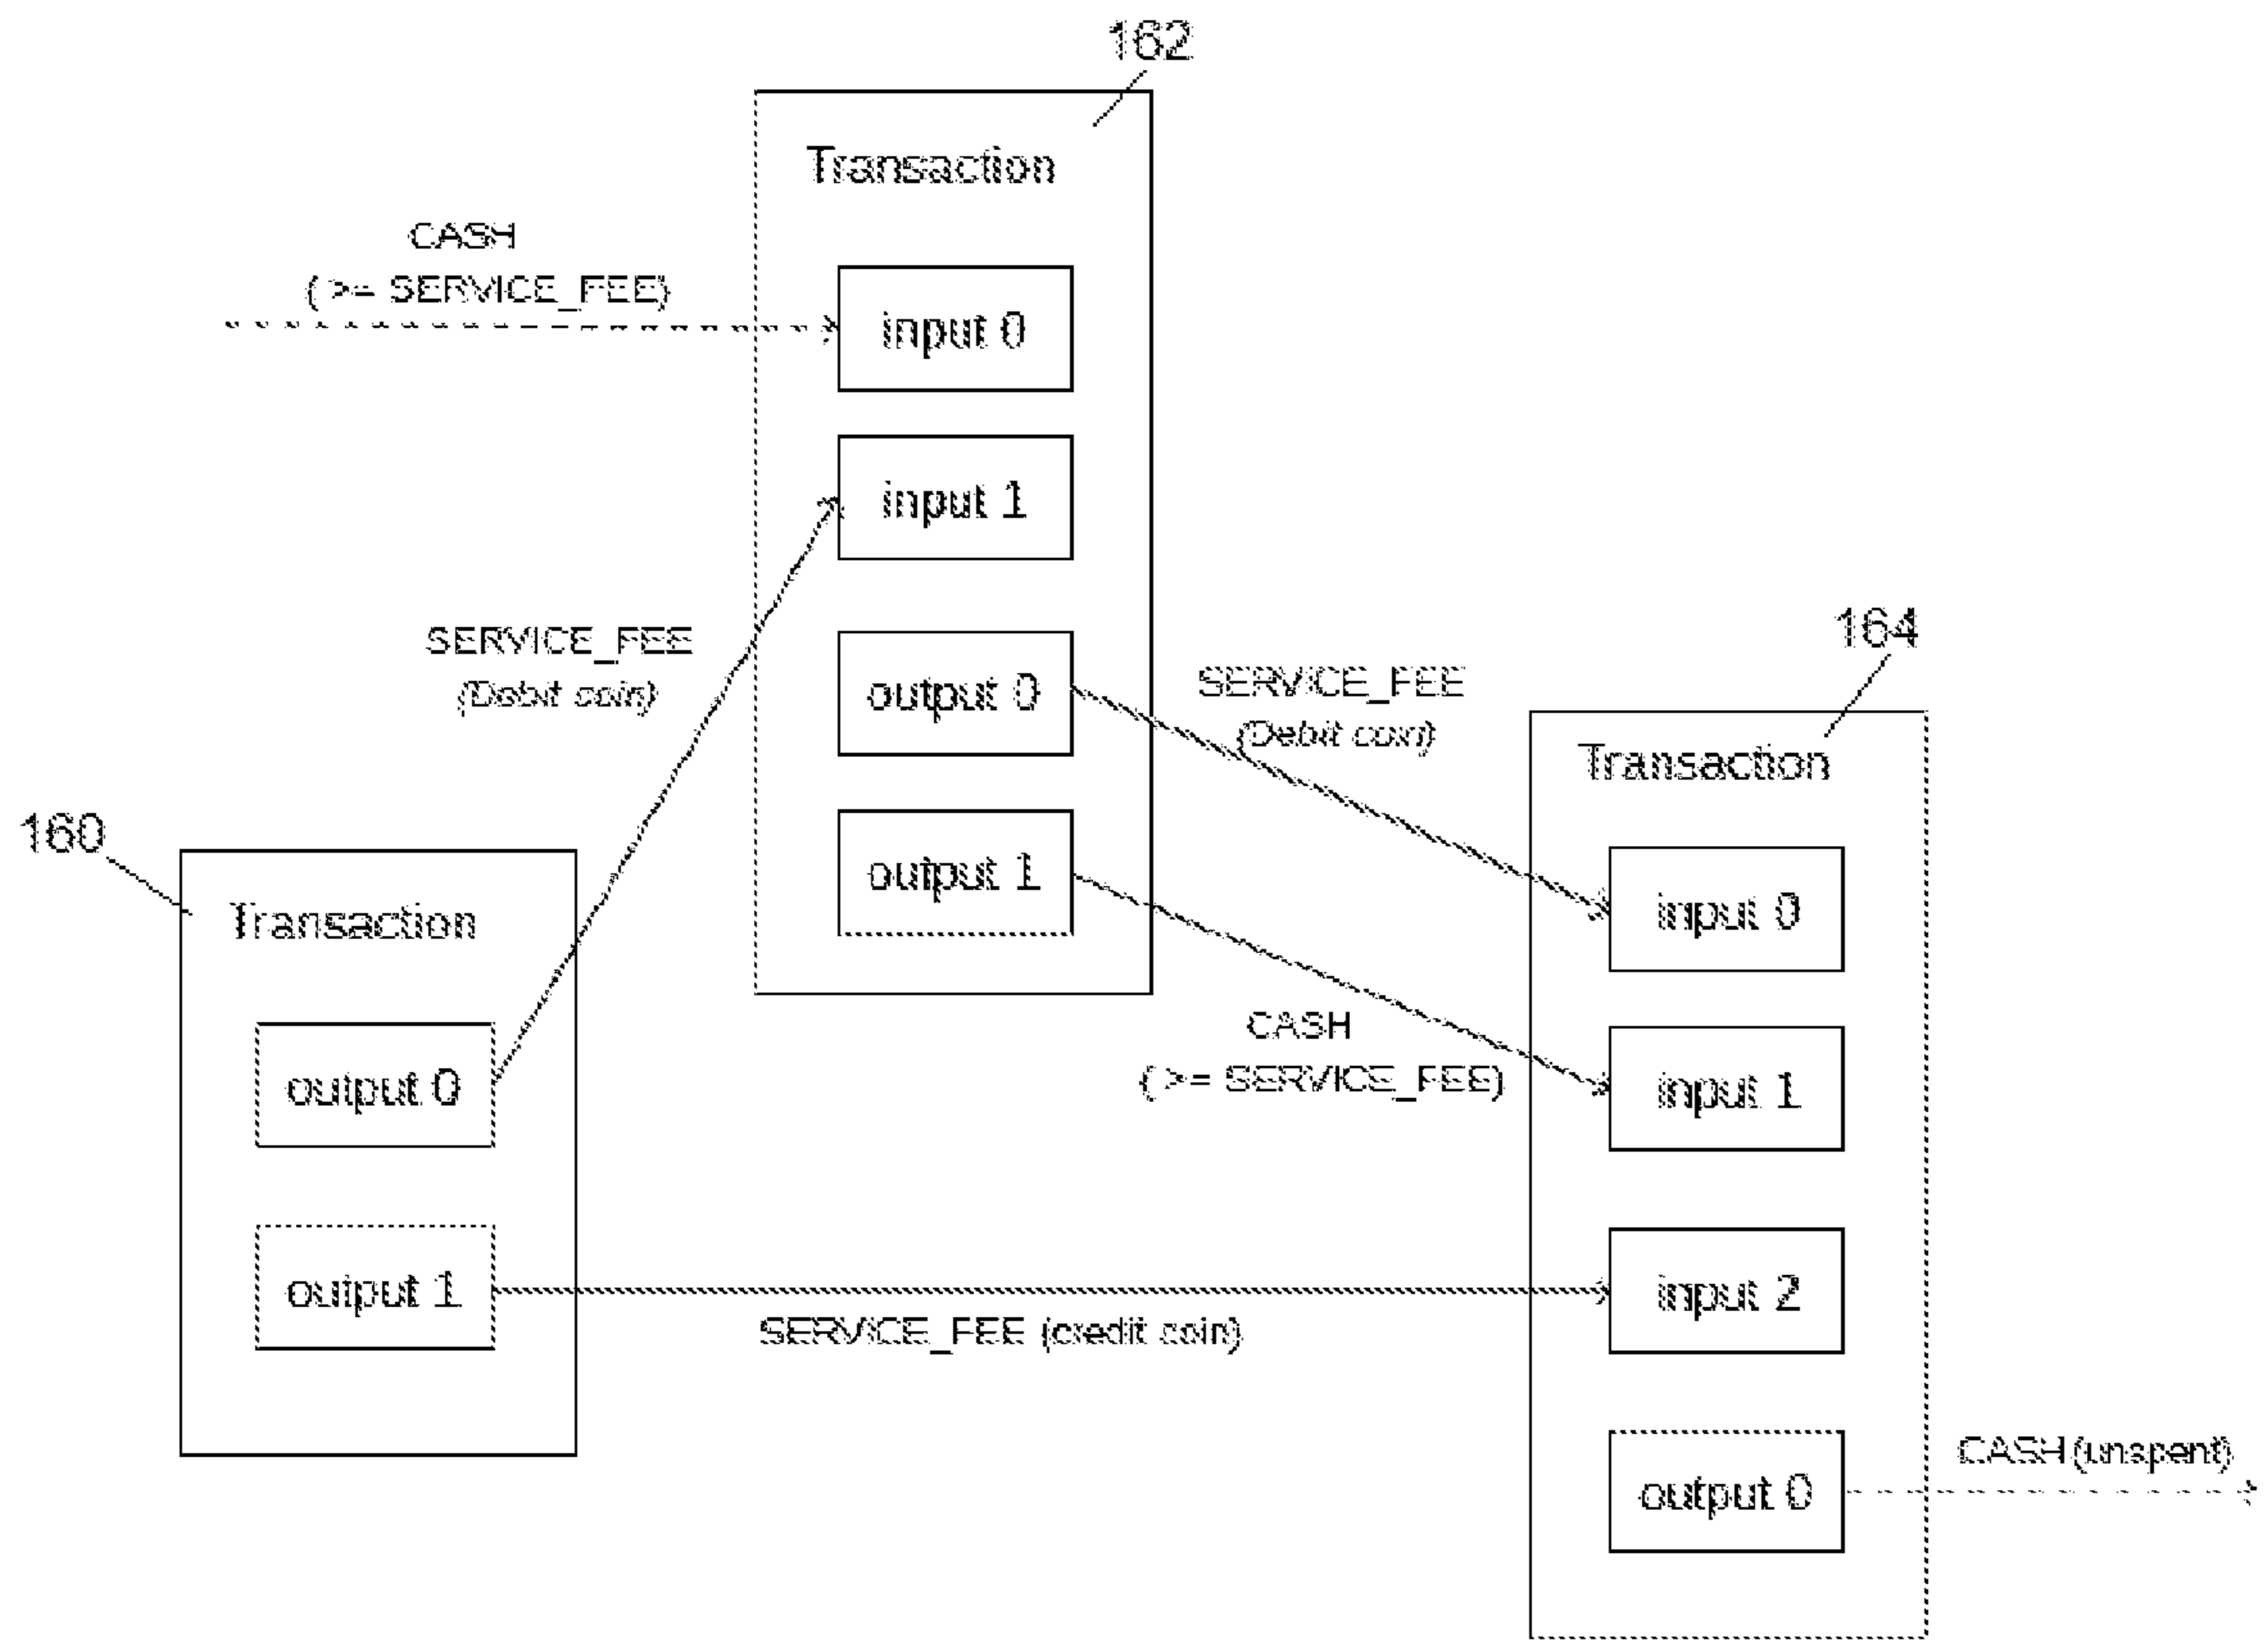 162
Transaction
CASH
( >= SERVICE_FEE)
input 0
input 1
SERVICE_FEE
(Debit coin)
output 0
output 1
SERVICE_FEE
(Debit coin)
164
Transaction
160
Transaction
input 0
CASH
( >= SERVICE_FEE)
input 1
output 0
output 1
SERVICE_FEE (credit coin)
input 2
output 0
CASH (unspent)